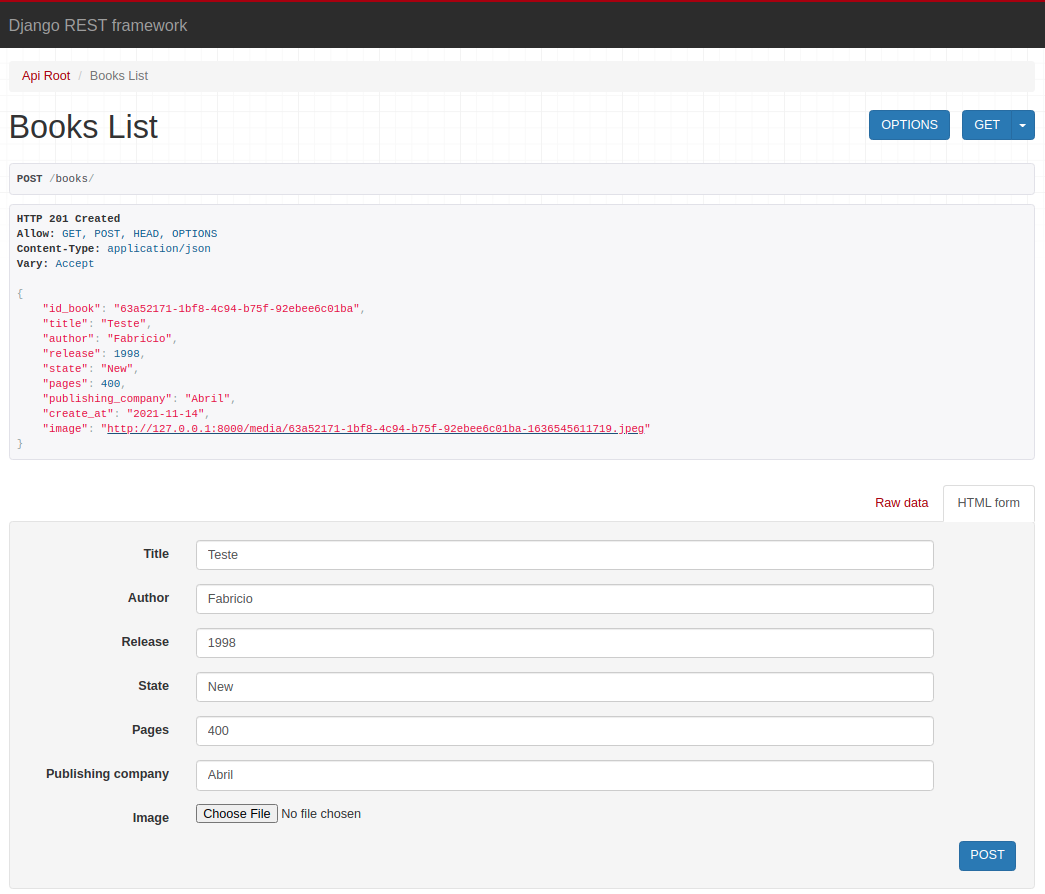 Django REST framework
Api Root / Books List
Books List
OPTIONS
GET
POST /books/
HTTP 201 Created
Allow: GET, POST, HEAD, OPTIONS
Content-Type: application/json
Vary: Accept
{
    "id_book": "63a52171-1bf8-4c94-b75f-92ebee6c01ba",
    "title": "Teste",
    "author": "Fabricio",
    "release": 1998,
    "state": "New",
    "pages": 400,
    "publishing_company": "Abril",
    "create_at": "2021-11-14",
    "image": "http://127.0.0.1:8000/media/63a52171-1bf8-4c94-b75f-92ebee6c01ba-1636545611719.jpeg"
}
Raw data
HTML form
Title Teste
Author Fabricio
Release 1998
State New
Pages 400
Publishing company Abril
Image Choose File No file chosen
POST